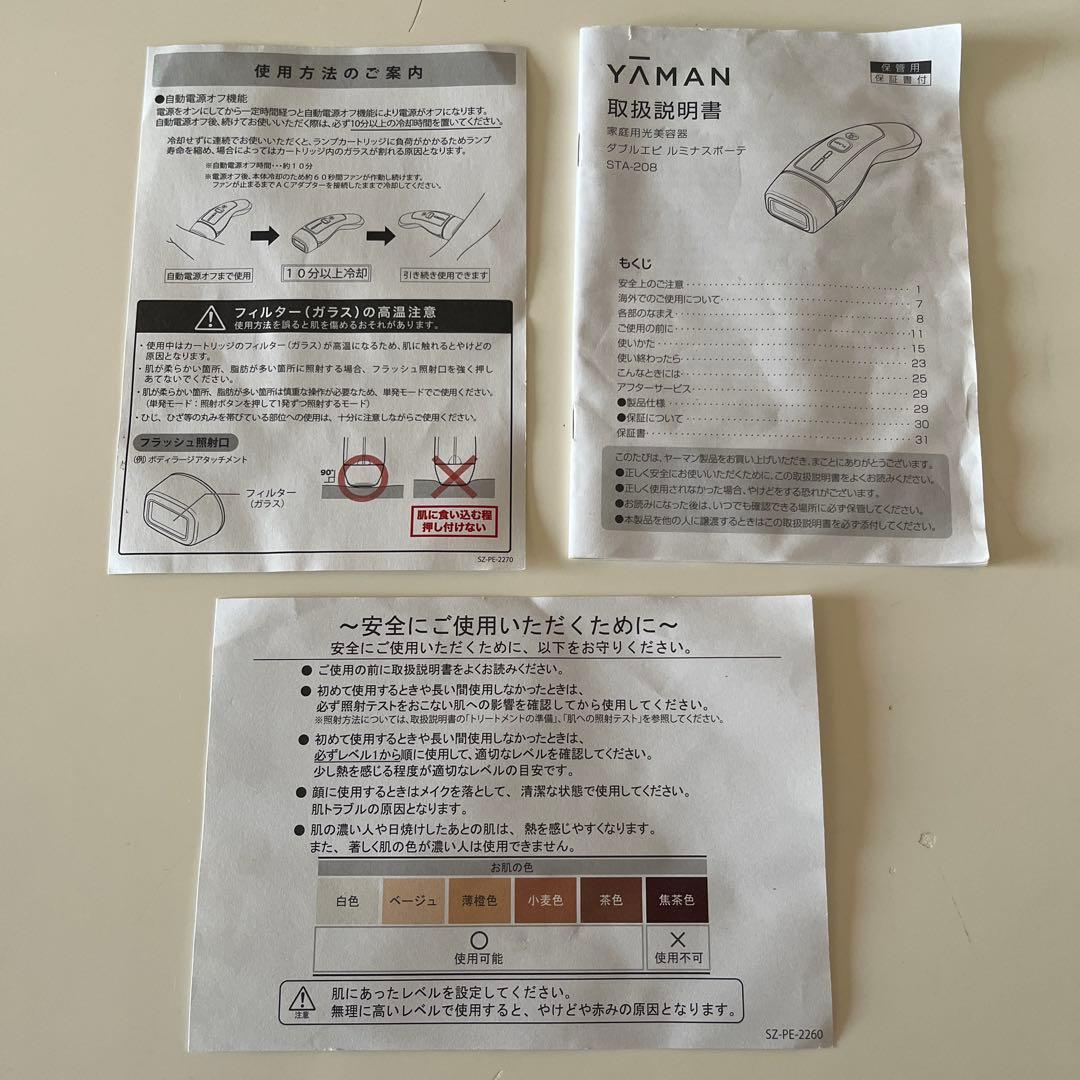 使用方法のご案内
●自動電源オフ機能
電源をオンにしてから一定時間経つと自動電源オフ機能により電源がオフになります。
自動電源オフ後、続けてお使いいただく際は、必ず10分以上の冷却時間を置いてください。
冷却せずに連続でお使いいただくと、ランプカートリッジに負荷がかかるためランプ
寿命を縮め、場合によってはカートリッジ内のガラスが割れる原因となります。
※自動電源オフ時間・・・約１０分
※電源オフ後、本体冷却のため約６０秒間ファンが作動し続けます。
ファンが止まるまでＡＣアダプターを接続したままで冷却してください。
自動電源オフまで使用
１０分以上冷却
引き続き使用できます
フィルター(ガラス)の高温注意
使用方法を誤ると肌を傷めるおそれがあります。
・使用中はカートリッジのフィルター(ガラス)が高温になるため、肌に触れるとやけどの
原因となります。
・肌が柔らかい箇所、脂肪が多い箇所に照射する場合、フラッシュ照射口を強く押し
あてないでください。
・肌が柔らかい箇所、脂肪が多い箇所は慎重な操作が必要なため、単発モードでご使用ください。
(単発モード：照射ボタンを押して1発ずつ照射するモード)
・ひじ、ひざ等の丸みを帯びている部位への使用は、十分に注意しながらご使用ください。
フラッシュ照射口
(例)ボディラージアタッチメント
フィルター
(ガラス)
90°
肌に食い込む程
押し付けない
SZ-PE-2270
YAMAN
保管用
保証書付
取扱説明書
家庭用光美容器
ダブルエピ ルミナスボーテ
STA-208
もくじ
安全上のご注意 1
海外でのご使用について 7
各部のなまえ 8
ご使用の前に 11
使いかた 15
使い終わったら 23
こんなときには 25
アフターサービス 29
●製品仕様 29
●保証について 30
保証書 31
このたびは、ヤーマン製品をお買い上げいただき、まことにありがとうございます。
●正しく安全にお使いいただくために、この取扱説明書をよくお読みください。
●正しく使用されなかった場合、やけどをする恐れがございます。
●お読みになった後は、いつでも確認できる場所に必ず保管してください。
●本製品を他の人に譲渡するときはこの取扱説明書を必ず添付してください。
～安全にご使用いただくために～
安全にご使用いただくために、以下をお守りください。
● ご使用の前に取扱説明書をよくお読みください。
● 初めて使用するときや長い間使用しなかったときは、
必ず照射テストをおこない肌への影響を確認してから使用してください。
※照射方法については、取扱説明書の「トリートメントの準備」、「肌への照射テスト」を参照してください。
● 初めて使用するときや長い間使用しなかったときは、
必ずレベル1から順に使用して、適切なレベルを確認してください。
少し熱を感じる程度が適切なレベルの目安です。
● 顔に使用するときはメイクを落として、清潔な状態で使用してください。
肌トラブルの原因となります。
● 肌の濃い人や日焼けしたあとの肌は、熱を感じやすくなります。
また、著しく肌の色が濃い人は使用できません。
お肌の色
白色 ベージュ 薄橙色 小麦色 茶色 焦茶色
○ ×
使用可能 使用不可
注意
肌にあったレベルを設定してください。
無理に高いレベルで使用すると、やけどや赤みの原因となります。
SZ-PE-2260